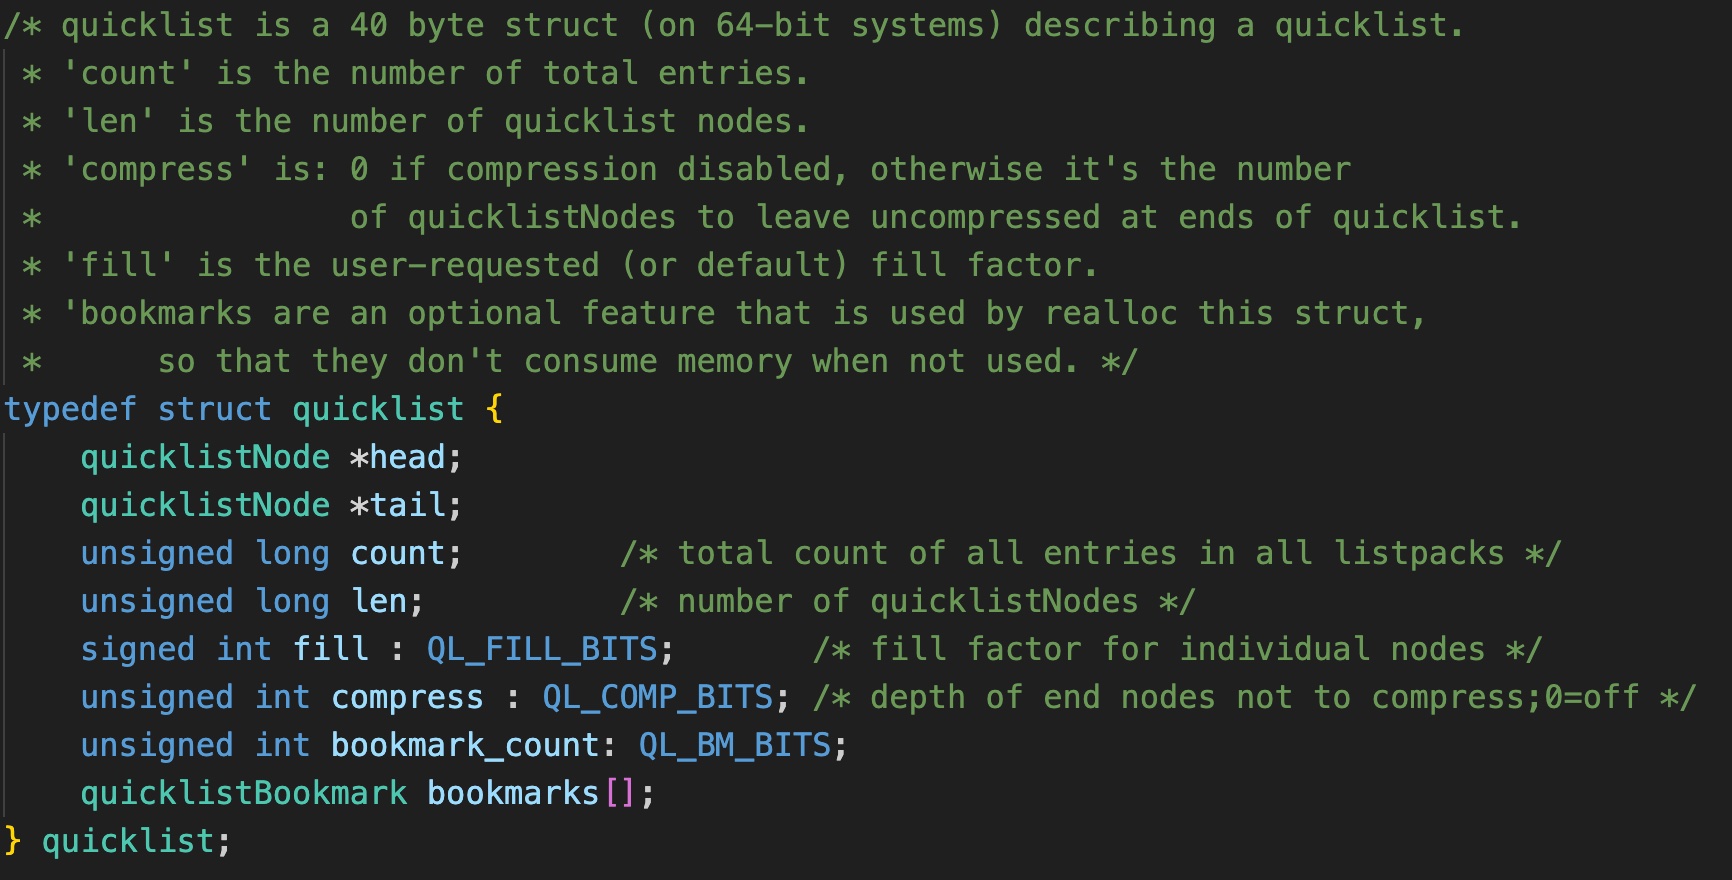 /* quicklist is a 40 byte struct (on 64-bit systems) describing a quicklist.
 * 'count' is the number of total entries.
 * 'len' is the number of quicklist nodes.
 * 'compress' is: 0 if compression disabled, otherwise it's the number
 *                of quicklistNodes to leave uncompressed at ends of quicklist.
 * 'fill' is the user-requested (or default) fill factor.
 * 'bookmarks are an optional feature that is used by realloc this struct,
 *      so that they don't consume memory when not used. */
typedef struct quicklist {
    quicklistNode *head;
    quicklistNode *tail;
    unsigned long count;        /* total count of all entries in all listpacks */
    unsigned long len;          /* number of quicklistNodes */
    signed int fill : QL_FILL_BITS;       /* fill factor for individual nodes */
    unsigned int compress : QL_COMP_BITS; /* depth of end nodes not to compress;0=off */
    unsigned int bookmark_count: QL_BM_BITS;
    quicklistBookmark bookmarks[];
} quicklist;